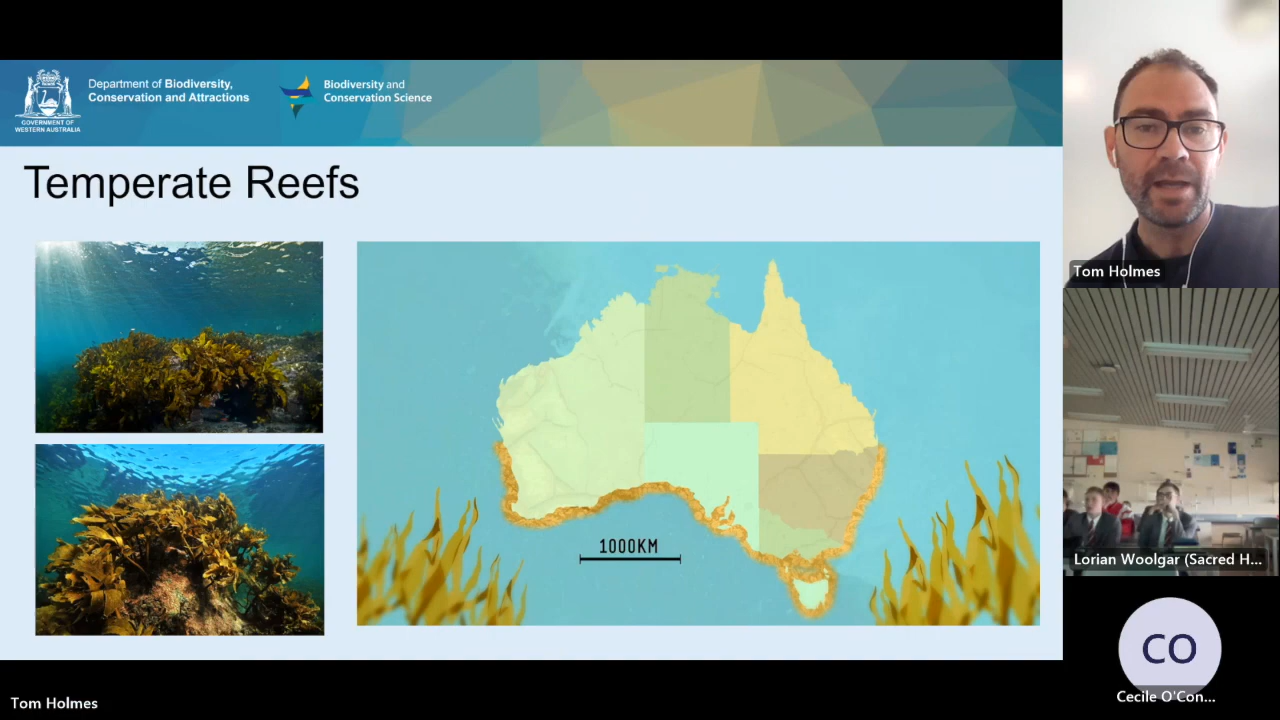 Department of Biodiversity,
Conservation and Attractions
GOVERNMENT OF
WESTERN AUSTRALIA
Biodiversity and
Conservation Science
Temperate Reefs
1000KM
Tom Holmes
Lorian Woolgar (Sacred H...
CO
Cecile O'Con...
Tom Holmes